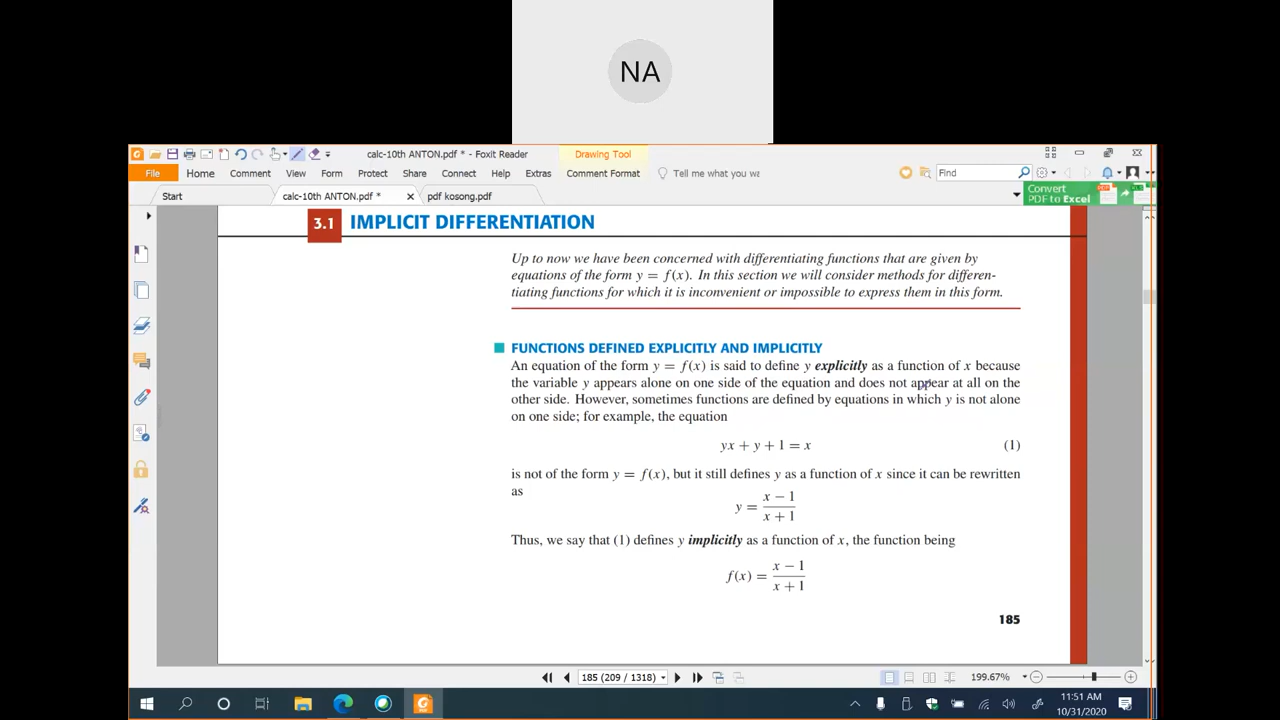 NA
calc-10th ANTON.pdf * - Foxit Reader
Drawing Tool
File Home Comment View Form Protect Share Connect Help Extras Comment Format Tell me what you wa Find
Start calc-10th ANTON.pdf * pdf kosong.pdf
Convert
PDF to Excel
3.1 IMPLICIT DIFFERENTIATION
Up to now we have been concerned with differentiating functions that are given by
equations of the form y = f(x). In this section we will consider methods for differen-
tiating functions for which it is inconvenient or impossible to express them in this form.
FUNCTIONS DEFINED EXPLICITLY AND IMPLICITLY
An equation of the form y = f(x) is said to define y explicitly as a function of x because
the variable y appears alone on one side of the equation and does not appear at all on the
other side. However, sometimes functions are defined by equations in which y is not alone
on one side; for example, the equation
yx + y + 1 = x (1)
is not of the form y = f(x), but it still defines y as a function of x since it can be rewritten
as
y = (x − 1)/(x + 1)
Thus, we say that (1) defines y implicitly as a function of x, the function being
f(x) = (x − 1)/(x + 1)
185
185 (209 / 1318) 199.67%
11:51 AM
10/31/2020